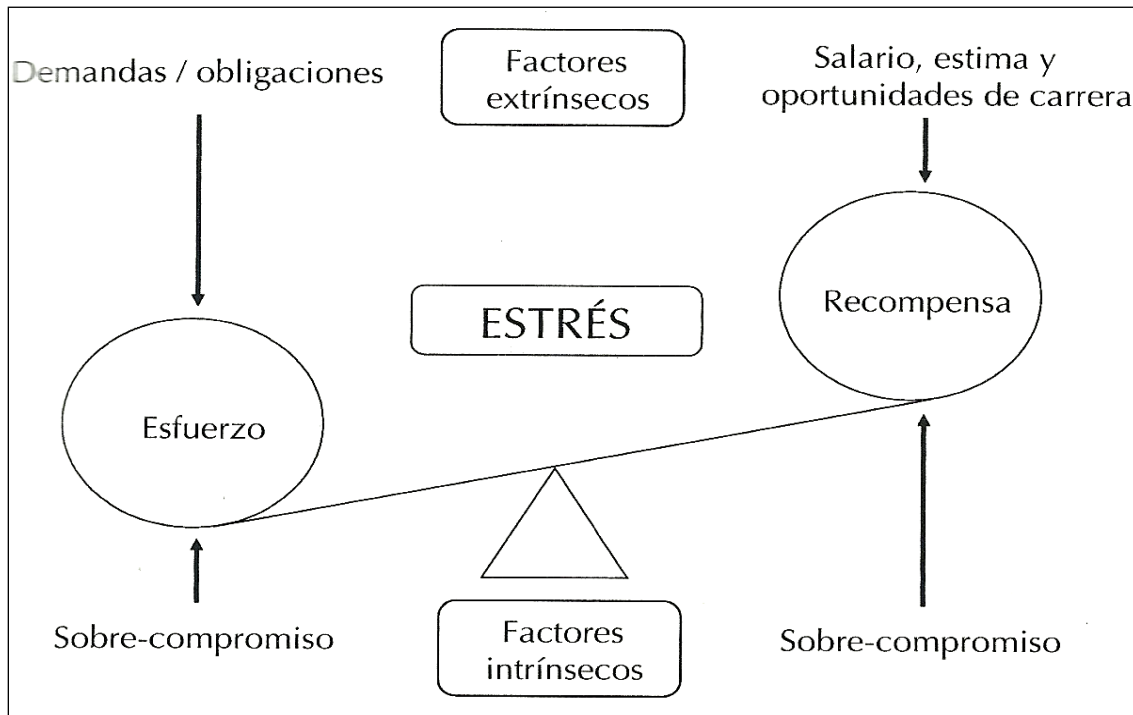 Demandas / obligaciones
Factores
extrínsecos
Salario, estima y
oportunidades de carrera
ESTRÉS
Recompensa
Esfuerzo
Sobre-compromiso
Factores
intrínsecos
Sobre-compromiso